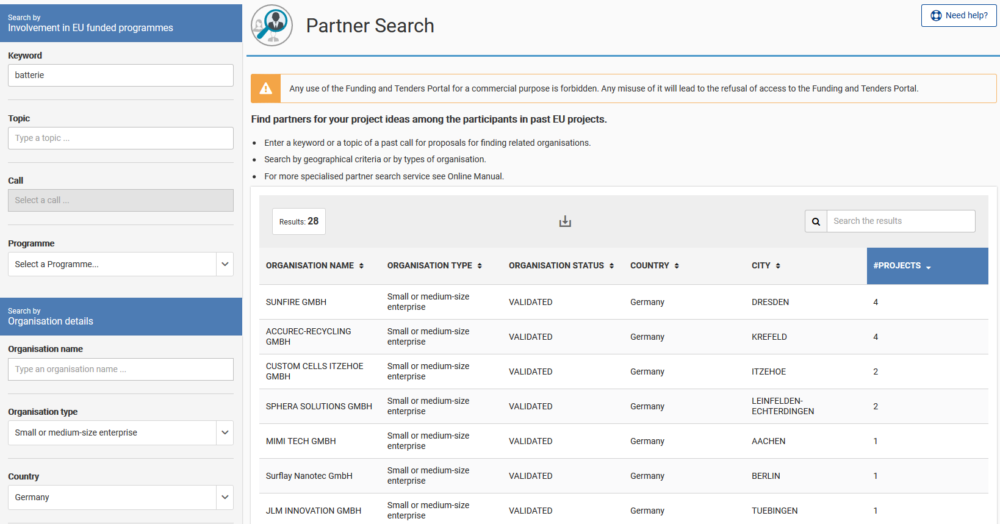 Search by
Involvement in EU funded programmes
Keyword
batterie
Topic
Type a topic ...
Call
Select a call ...
Programme
Select a Programme...
Search by
Organisation details
Organisation name
Type an organisation name ...
Organisation type
Small or medium-size enterprise
Country
Germany
Partner Search
Need help?
Any use of the Funding and Tenders Portal for a commercial purpose is forbidden. Any misuse of it will lead to the refusal of access to the Funding and Tenders Portal.
Find partners for your project ideas among the participants in past EU projects.
• Enter a keyword or a topic of a past call for proposals for finding related organisations.
• Search by geographical criteria or by types of organisation.
• For more specialised partner search service see Online Manual.
Results: 28
Search the results
ORGANISATION NAME ORGANISATION TYPE ORGANISATION STATUS COUNTRY CITY #PROJECTS
SUNFIRE GMBH Small or medium-size enterprise VALIDATED Germany DRESDEN 4
ACCUREC-RECYCLING GMBH Small or medium-size enterprise VALIDATED Germany KREFELD 4
CUSTOM CELLS ITZEHOE GMBH Small or medium-size enterprise VALIDATED Germany ITZEHOE 2
SPHERA SOLUTIONS GMBH Small or medium-size enterprise VALIDATED Germany LEINFELDEN-ECHTERDINGEN 2
MIMI TECH GMBH Small or medium-size enterprise VALIDATED Germany AACHEN 1
Surflay Nanotec GmbH Small or medium-size enterprise VALIDATED Germany BERLIN 1
JLM INNOVATION GMBH Small or medium-size enterprise VALIDATED Germany TUEBINGEN 1